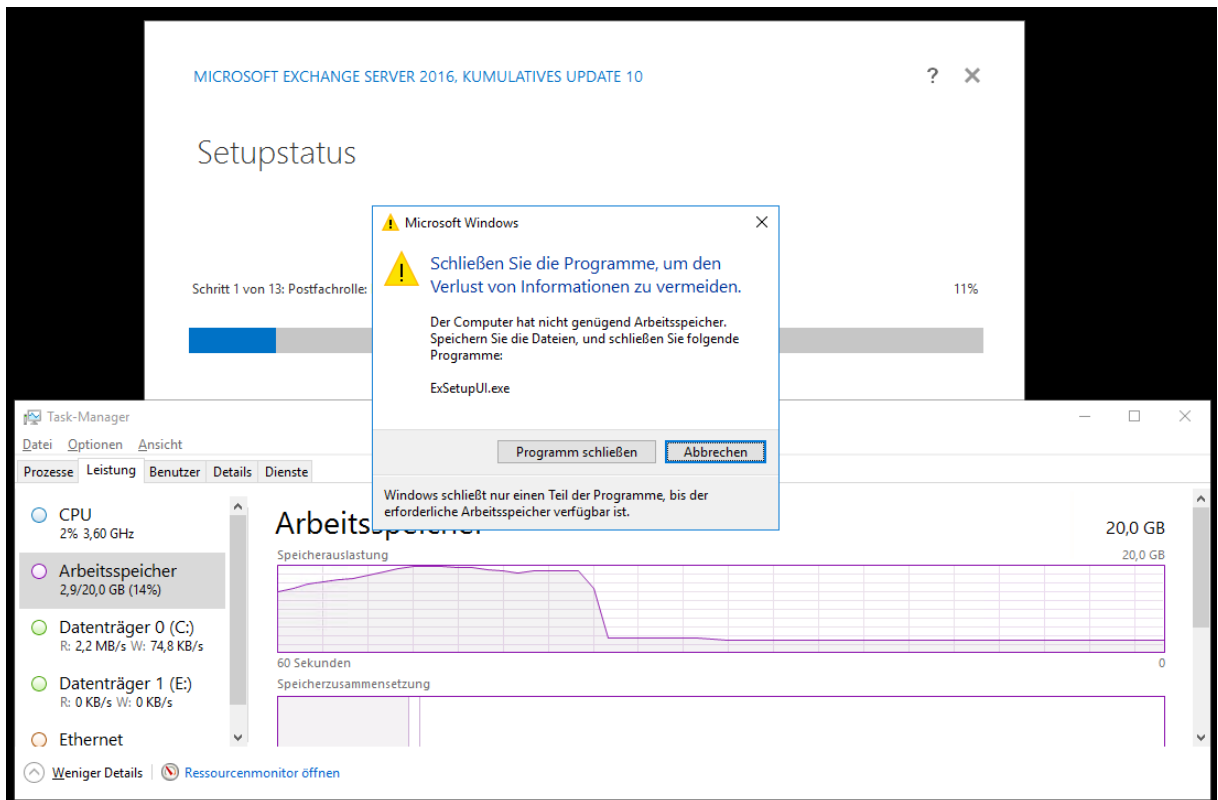 MICROSOFT EXCHANGE SERVER 2016, KUMULATIVES UPDATE 10
?
Setupstatus
Schritt 1 von 13: Postfachrolle:
11%
Microsoft Windows
Schließen Sie die Programme, um den
Verlust von Informationen zu vermeiden.
Der Computer hat nicht genügend Arbeitsspeicher.
Speichern Sie die Dateien, und schließen Sie folgende
Programme:
ExSetupUI.exe
Programm schließen
Abbrechen
Windows schließt nur einen Teil der Programme, bis der
erforderliche Arbeitsspeicher verfügbar ist.
Task-Manager
Datei Optionen Ansicht
Prozesse Leistung Benutzer Details Dienste
CPU
2% 3,60 GHz
Arbeitsspeicher
2,9/20,0 GB (14%)
Datenträger 0 (C:)
R: 2,2 MB/s W: 74,8 KB/s
Datenträger 1 (E:)
R: 0 KB/s W: 0 KB/s
Ethernet
Arbeitsspeicher
20,0 GB
Speicherauslastung
20,0 GB
60 Sekunden
0
Speicherzusammensetzung
Weniger Details
Ressourcenmonitor öffnen